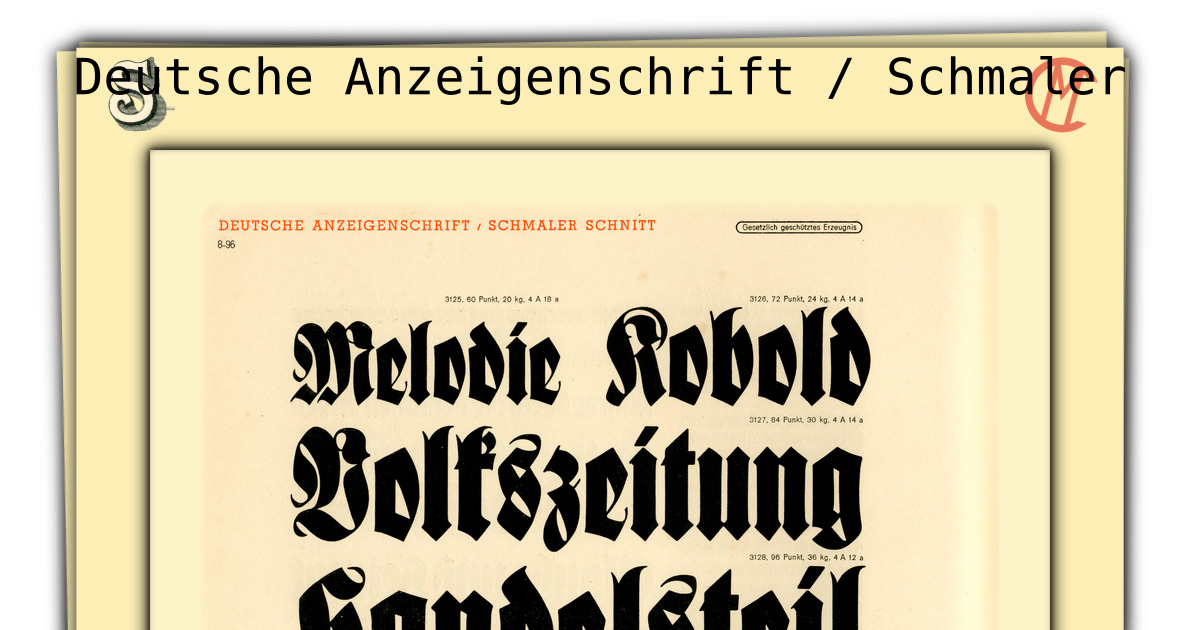 Deutsche Anzeigenschrift / Schmaler
DEUTSCHE ANZEIGENSCHRIFT / SCHMALER SCHNITT
Gesetzlich geschütztes Erzeugnis
8-96
3125, 60 Punkt, 20 kg, 4 A 18 a
3126, 72 Punkt, 24 kg, 4 A 14 a
Melodie Kobold
3127, 84 Punkt, 30 kg, 4 A 14 a
Volkszeitung
3128, 96 Punkt, 36 kg, 4 A 12 a
Handelsteil